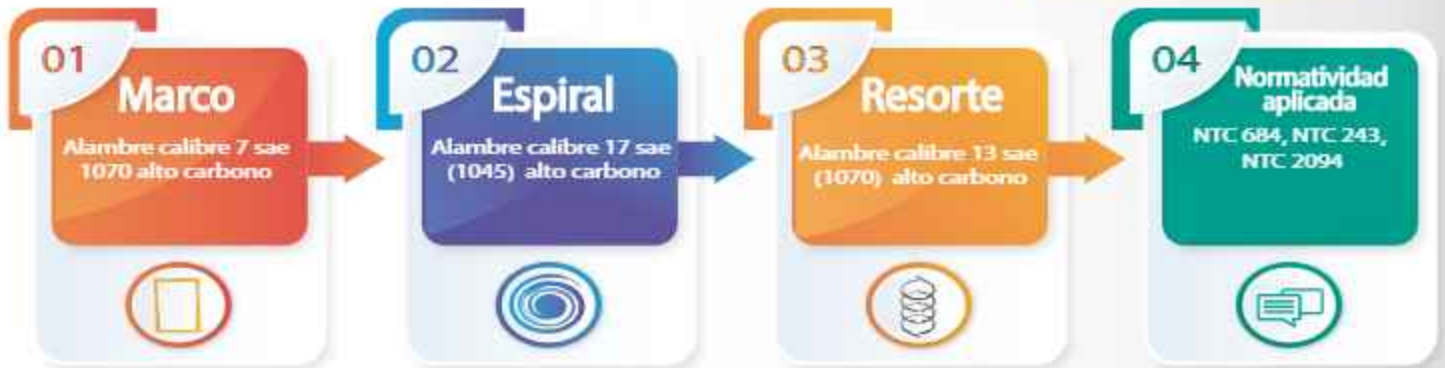 01
Marco
Alambre calibre 7 sae
1070 alto carbono
02
Espiral
Alambre calibre 17 sae
(1045) alto carbono
03
Resorte
Alambre calibre 13 sae
(1070) alto carbono
04
Normatividad
aplicada
NTC 684, NTC 243,
NTC 2094